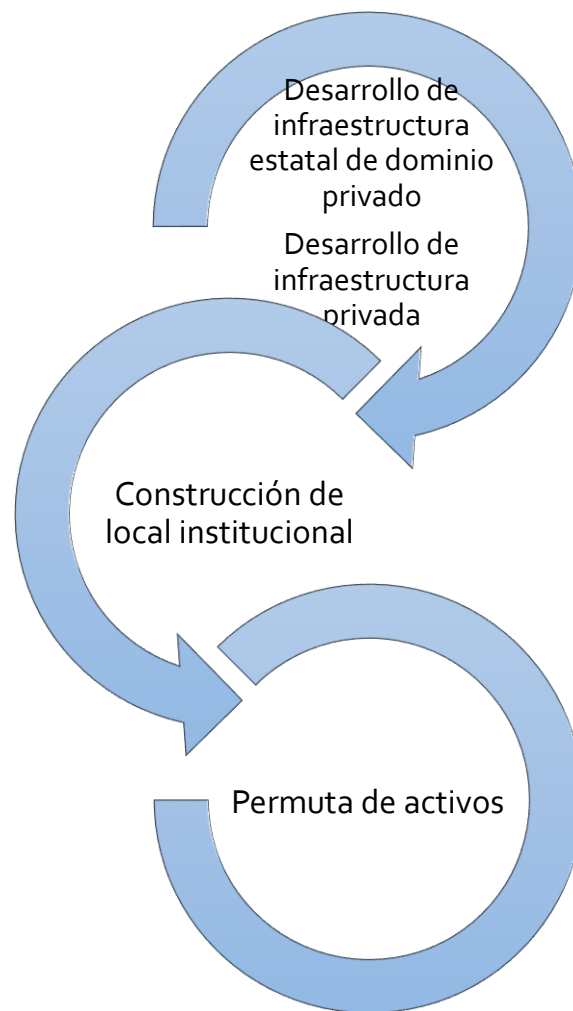 Desarrollo de
infraestructura
estatal de dominio
privado
Desarrollo de
infraestructura
privada
Construcción de
local institucional
Permuta de activos